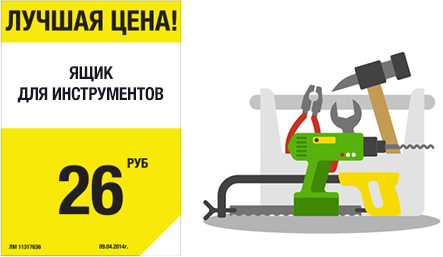 ЛУЧШАЯ ЦЕНА!
ЯЩИК
ДЛЯ ИНСТРУМЕНТОВ
26 РУБ
ЛМ 11317636 09.04.2014г.